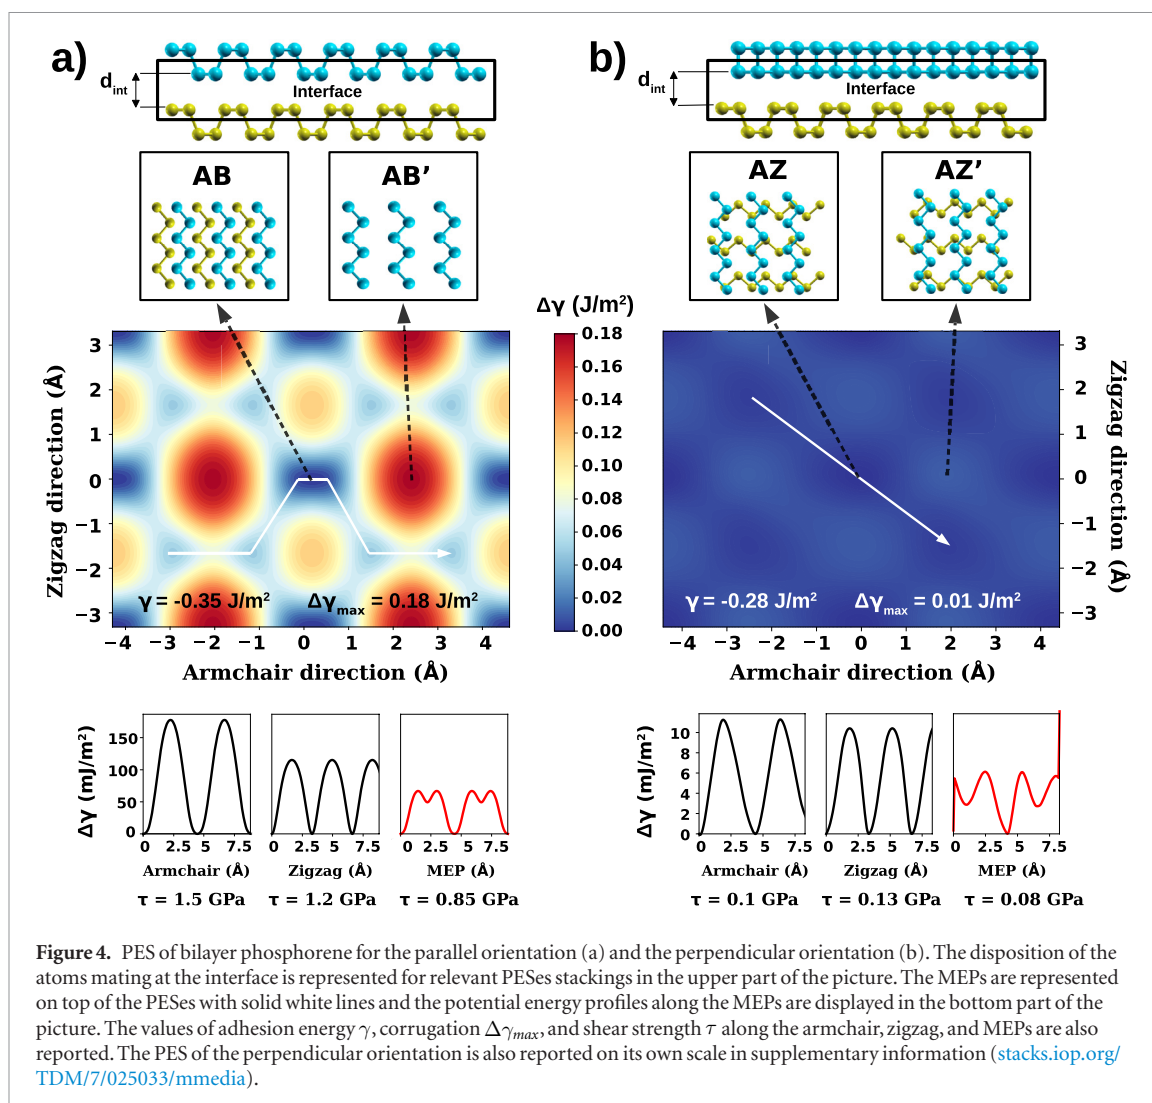 a)
d_int
Interface
AB
AB’
b)
d_int
Interface
AZ
AZ’
Δγ (J/m²)
0.18
0.16
0.14
0.12
0.10
0.08
0.06
0.04
0.02
0.00
Zigzag direction (Å)
3
2
1
0
−1
−2
−3
γ = -0.35 J/m²
Δγ_max = 0.18 J/m²
−4 −3 −2 −1 0 1 2 3 4
Armchair direction (Å)
γ = -0.28 J/m²
Δγ_max = 0.01 J/m²
3
2
1
0
−1
−2
−3
Zigzag direction (Å)
−4 −3 −2 −1 0 1 2 3 4
Armchair direction (Å)
Δγ (mJ/m²)
150
100
50
0
0 2.5 5 7.5
0 2.5 5 7.5
0 2.5 5 7.5
Armchair (Å)
Zigzag (Å)
MEP (Å)
τ = 1.5 GPa
τ = 1.2 GPa
τ = 0.85 GPa
Δγ (mJ/m²)
10
8
6
4
2
0
0 2.5 5 7.5
0 2.5 5 7.5
0 2.5 5 7.5
Armchair (Å)
Zigzag (Å)
MEP (Å)
τ = 0.1 GPa
τ = 0.13 GPa
τ = 0.08 GPa
Figure 4. PES of bilayer phosphorene for the parallel orientation (a) and the perpendicular orientation (b). The disposition of the
atoms mating at the interface is represented for relevant PESes stackings in the upper part of the picture. The MEPs are represented
on top of the PESes with solid white lines and the potential energy profiles along the MEPs are displayed in the bottom part of the
picture. The values of adhesion energy γ, corrugation Δγ_max, and shear strength τ along the armchair, zigzag, and MEPs are also
reported. The PES of the perpendicular orientation is also reported on its own scale in supplementary information (stacks.iop.org/
TDM/7/025033/mmedia).